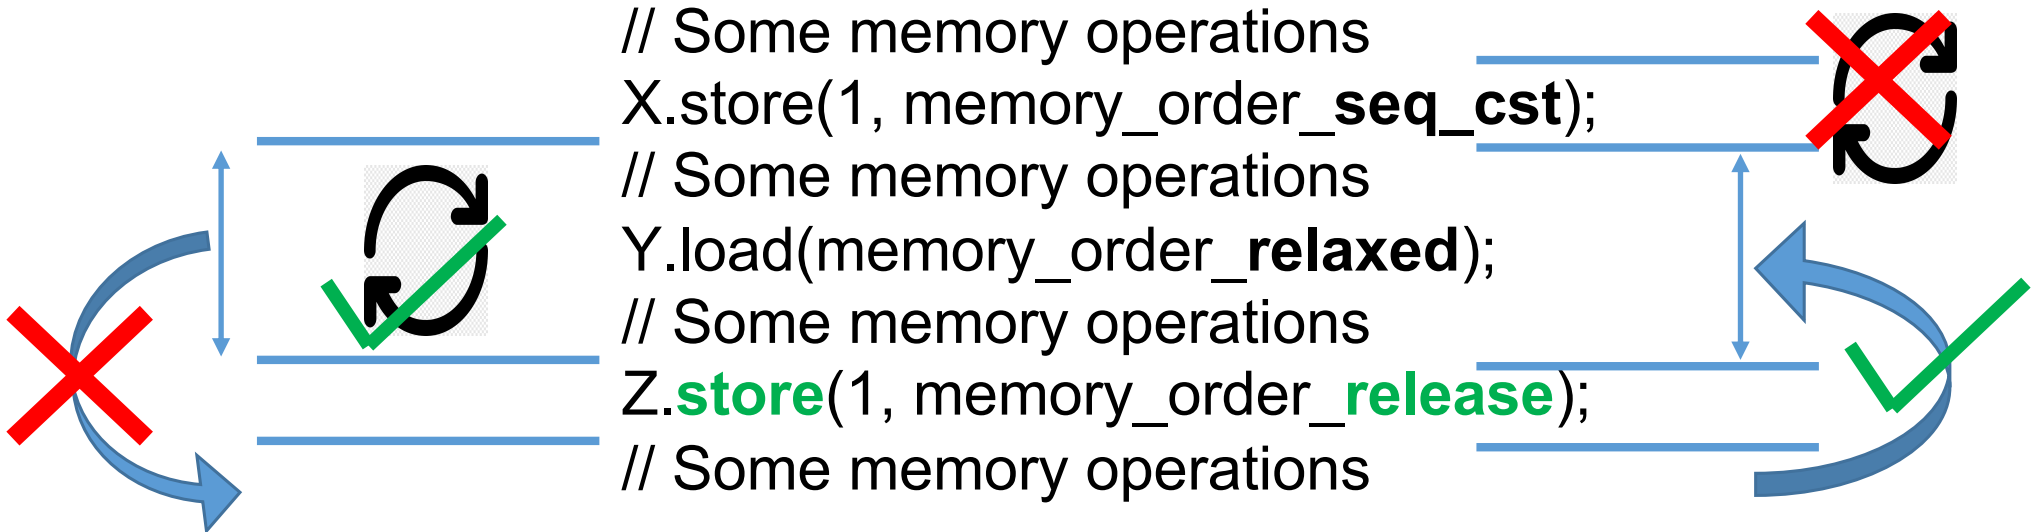 // Some memory operations
X.store(1, memory_order_seq_cst);
// Some memory operations
Y.load(memory_order_relaxed);
// Some memory operations
Z.store(1, memory_order_release);
// Some memory operations